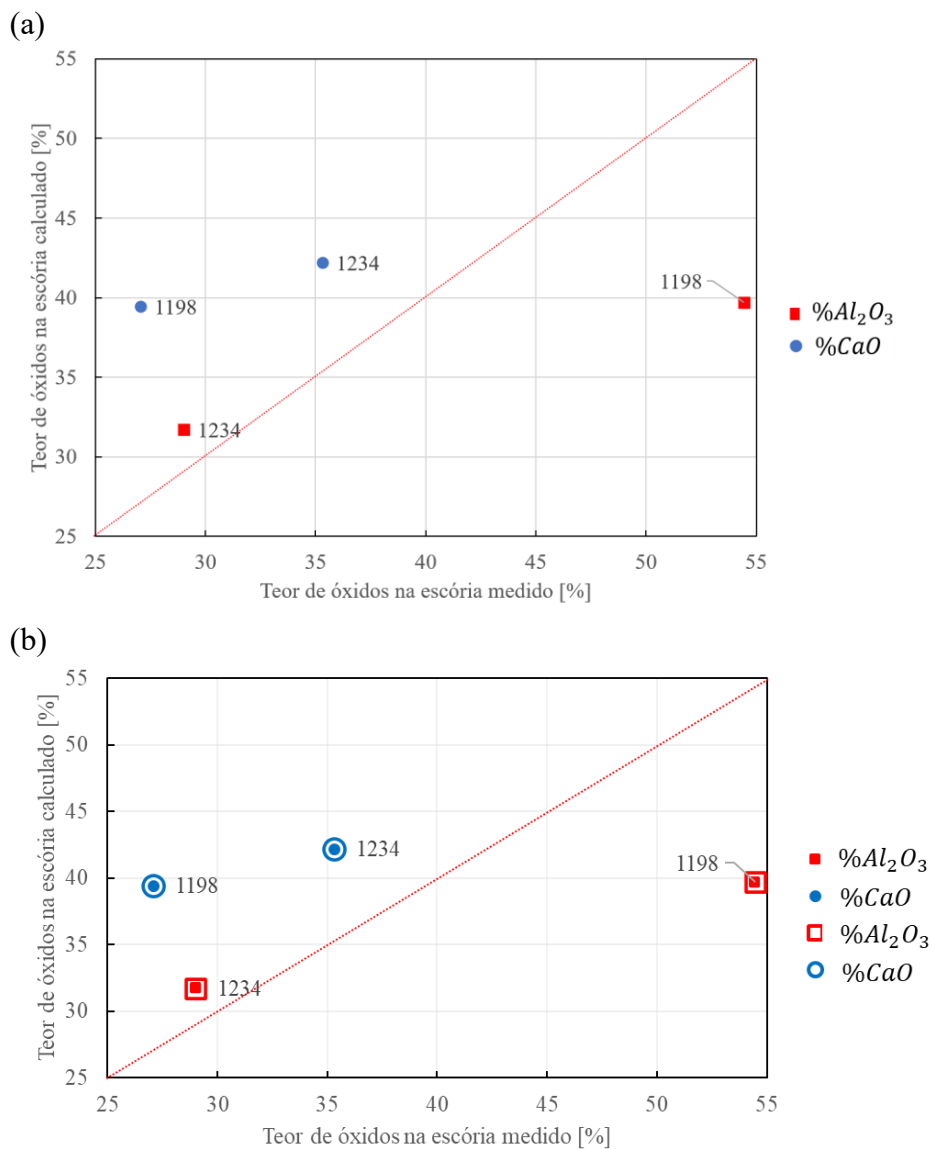 (a)
Teor de óxidos na escória calculado [%]
55
50
45
40
35
30
25
1234
1198
1198
1234
25 30 35 40 45 50 55
Teor de óxidos na escória medido [%]
%Al₂O₃
%CaO
(b)
Teor de óxidos na escória calculado [%]
55
50
45
40
35
30
25
1234
1198
1198
1234
25 30 35 40 45 50 55
Teor de óxidos na escória medido [%]
%Al₂O₃
%CaO
%Al₂O₃
%CaO